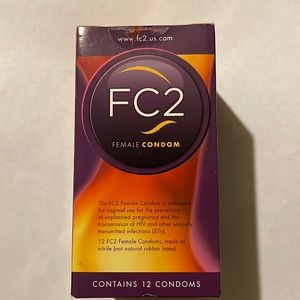 www.fc2.us.com
FC2
FEMALE CONDOM
The FC2 Female Condom is indicated
for vaginal use for the prevention
of unplanned pregnancy and the
transmission of HIV and other sexually
transmitted infections (STIs).
12 FC2 Female Condoms, made of
nitrile (not natural rubber latex).
CONTAINS 12 CONDOMS